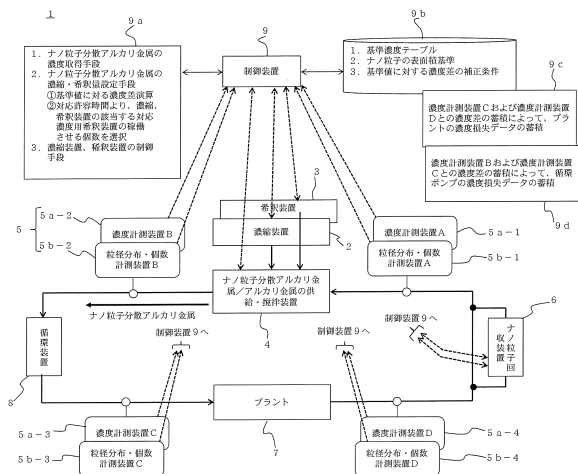 1
9a
1．ナノ粒子分散アルカリ金属の
濃度取得手段
2．ナノ粒子分散アルカリ金属の
濃縮・希釈量設定手段
①基準値に対する濃度差演算
②対応許容時間より、濃縮、
希釈装置の該当する対応
濃度用希釈装置の稼働
させる個数を選択
3．濃縮装置、稀釈装置の制御
手段
9
制御装置
9b
1．基準濃度テーブル
2．ナノ粒子の表面積基準
3．基準値に対する濃度差の補正条件
9c
濃度計測装置Cおよび濃度計測装置
Dとの濃度差の蓄積によって、プラ
ントの濃度損失データの蓄積
濃度計測装置Bおよび濃度計測装置
Cとの濃度差の蓄積によって、循環
ポンプの濃度損失データの蓄積
9d
3
希釈装置
濃縮装置
2
5
5a-2
濃度計測装置B
5b-2
粒径分布・個数
計測装置B
濃度計測装置A
5a-1
粒径分布・個数
計測装置A
5b-1
ナノ粒子分散アルカリ金
属/アルカリ金属の供
給・撹拌装置
4
ナノ粒子分散アルカリ金属
循環装置
8
制御装置9へ
制御装置9へ
制御装置9へ
6
ナノ粒子回
収装置
プラント
7
5a-3
濃度計測装置C
5b-3
粒径分布・個数
計測装置C
濃度計測装置D
5a-4
粒径分布・個数
計測装置D
5b-4